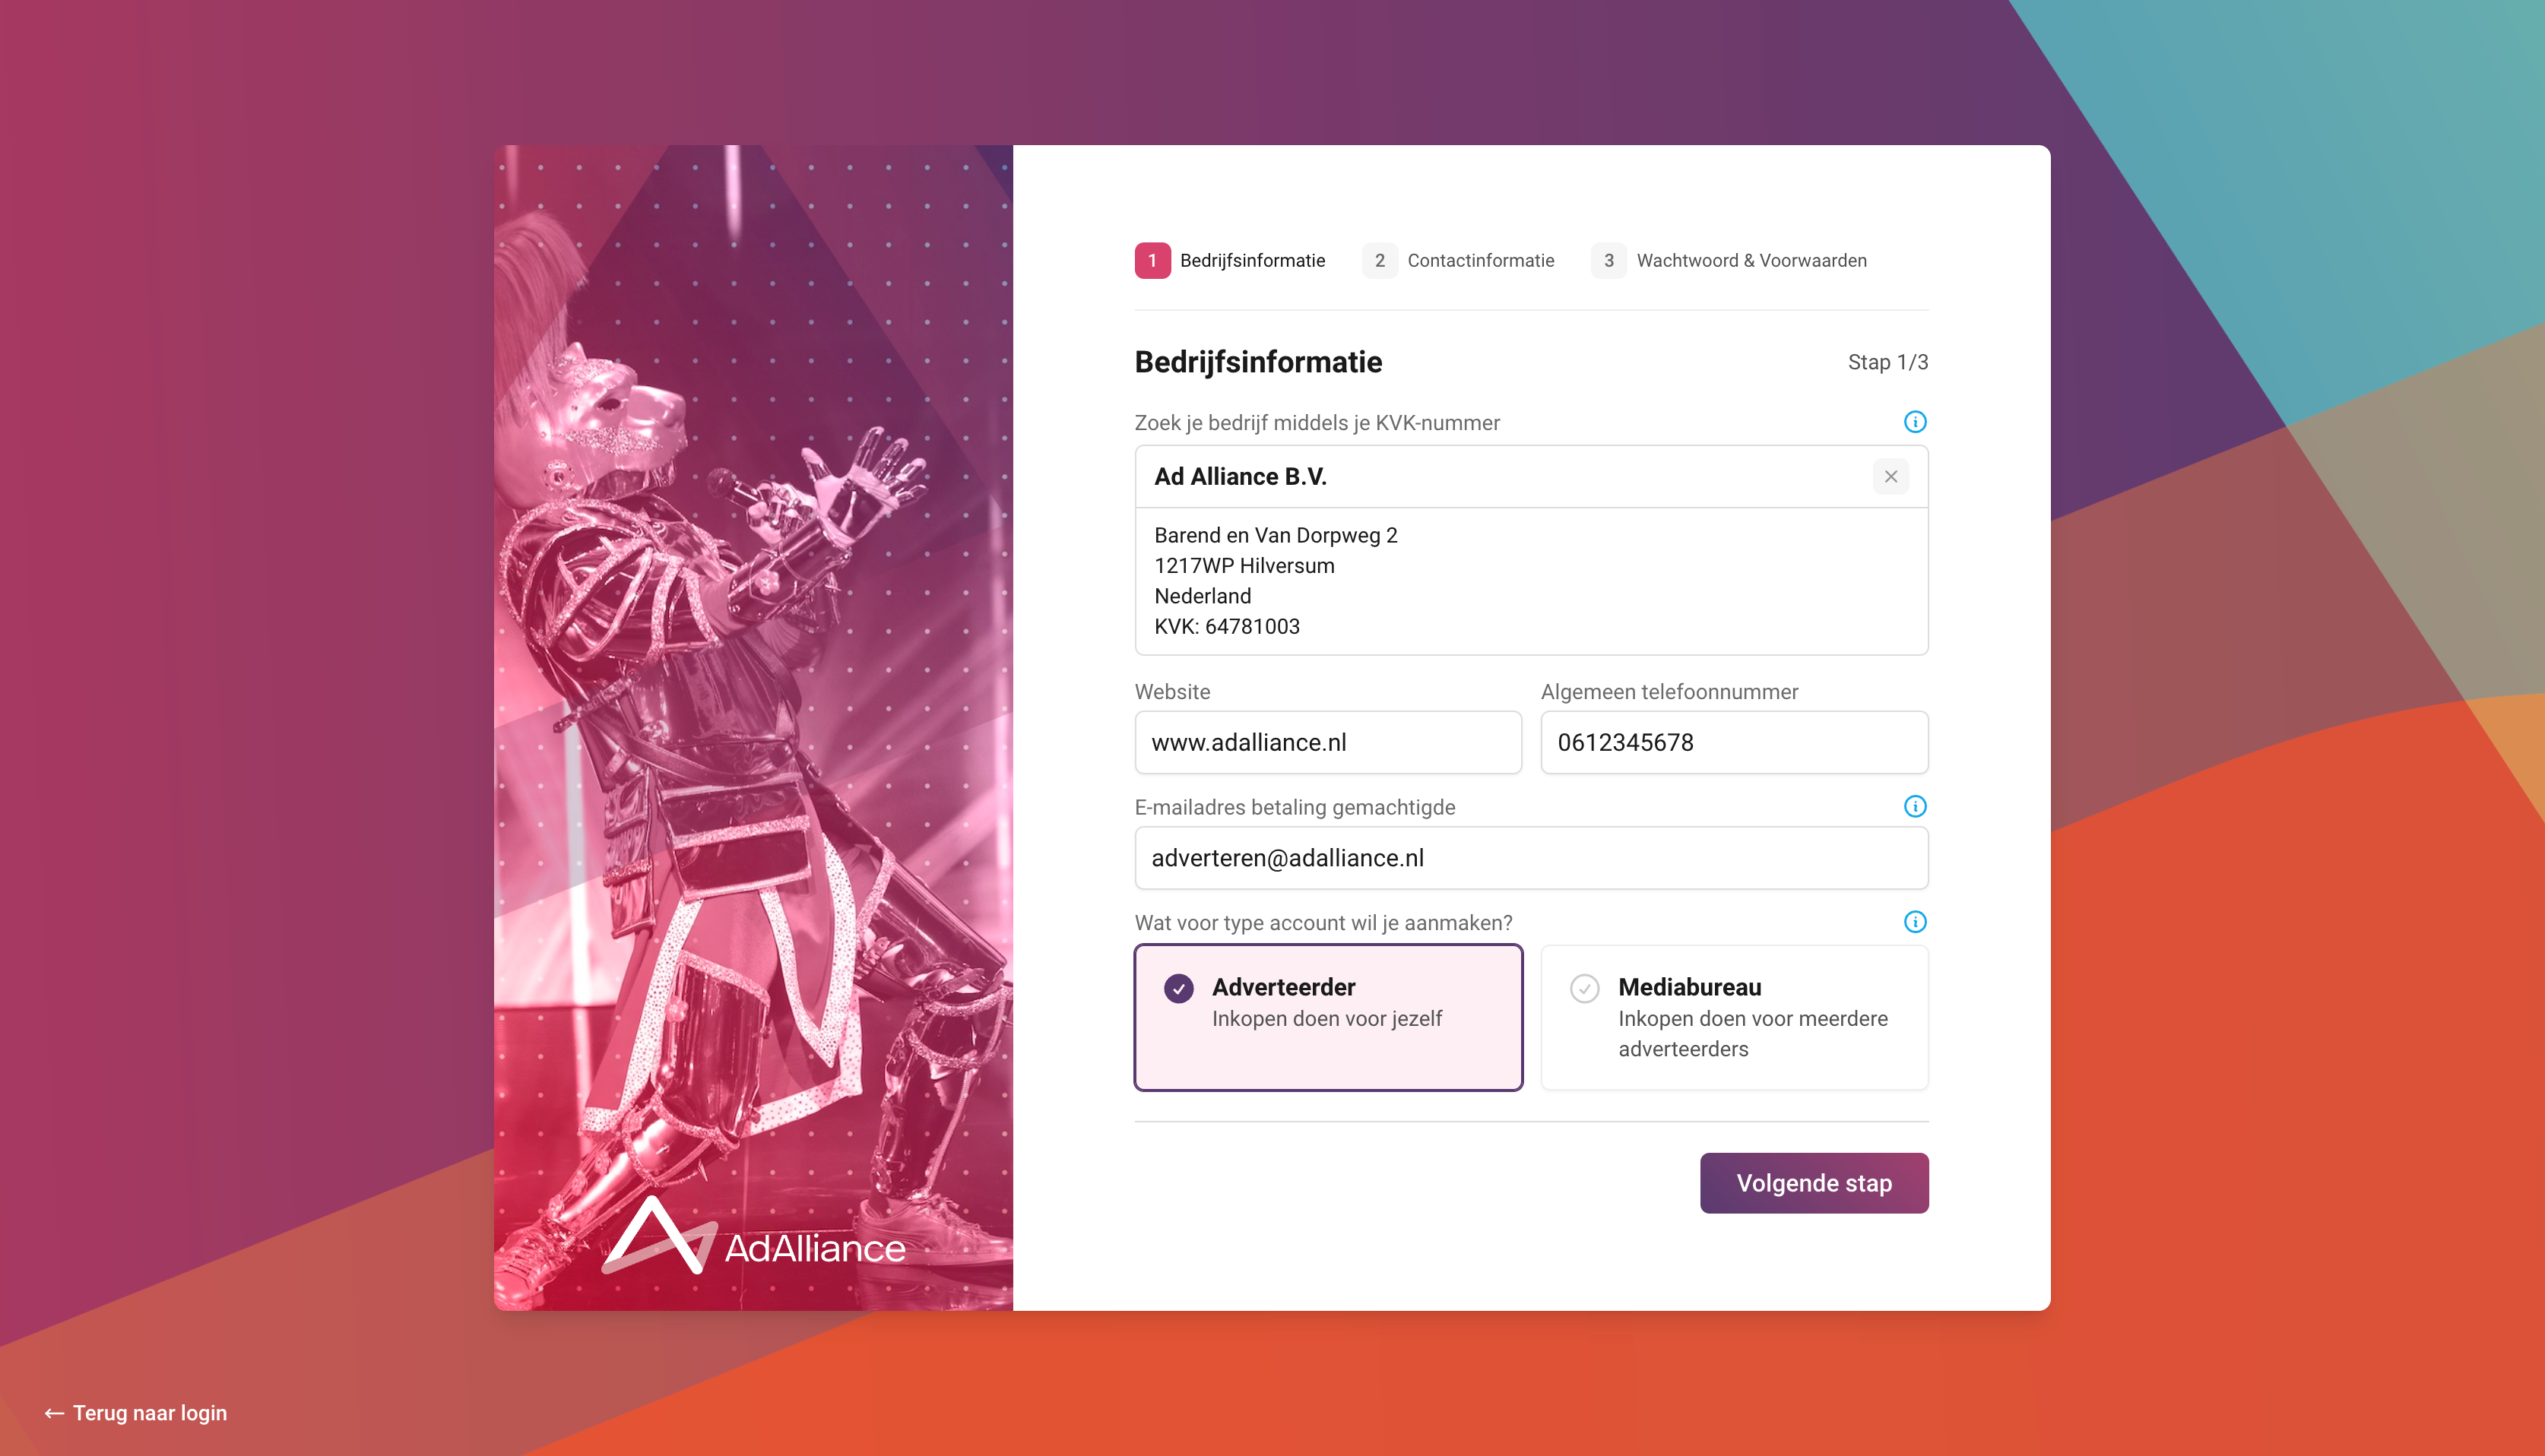 1 Bedrijfsinformatie 2 Contactinformatie 3 Wachtwoord & Voorwaarden
Bedrijfsinformatie Stap 1/3
Zoek je bedrijf middels je KVK-nummer
Ad Alliance B.V.
Barend en Van Dorpweg 2
1217WP Hilversum
Nederland
KVK: 64781003
Website
www.adalliance.nl
Algemeen telefoonnummer
0612345678
E-mailadres betaling gemachtigde
adverteren@adalliance.nl
Wat voor type account wil je aanmaken?
Adverteerder
Inkopen doen voor jezelf
Mediabureau
Inkopen doen voor meerdere
adverteerders
Volgende stap
AdAlliance
← Terug naar login